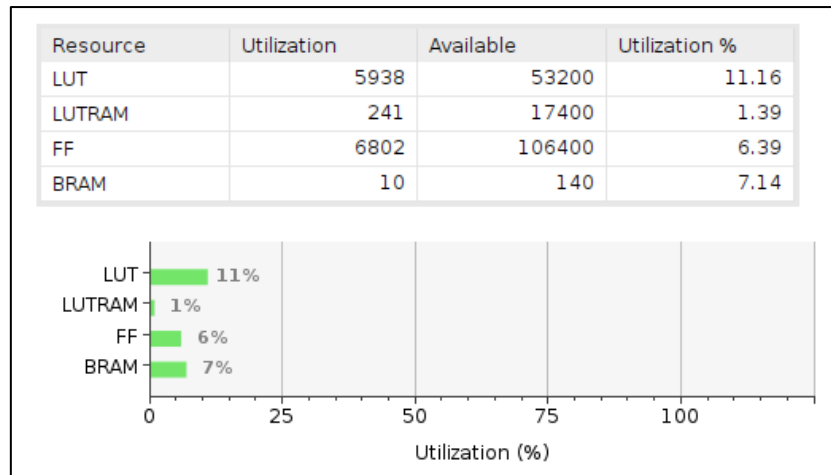 Resource Utilization Available Utilization %
LUT 5938 53200 11.16
LUTRAM 241 17400 1.39
FF 6802 106400 6.39
BRAM 10 140 7.14
LUT 11%
LUTRAM 1%
FF 6%
BRAM 7%
0 25 50 75 100
Utilization (%)